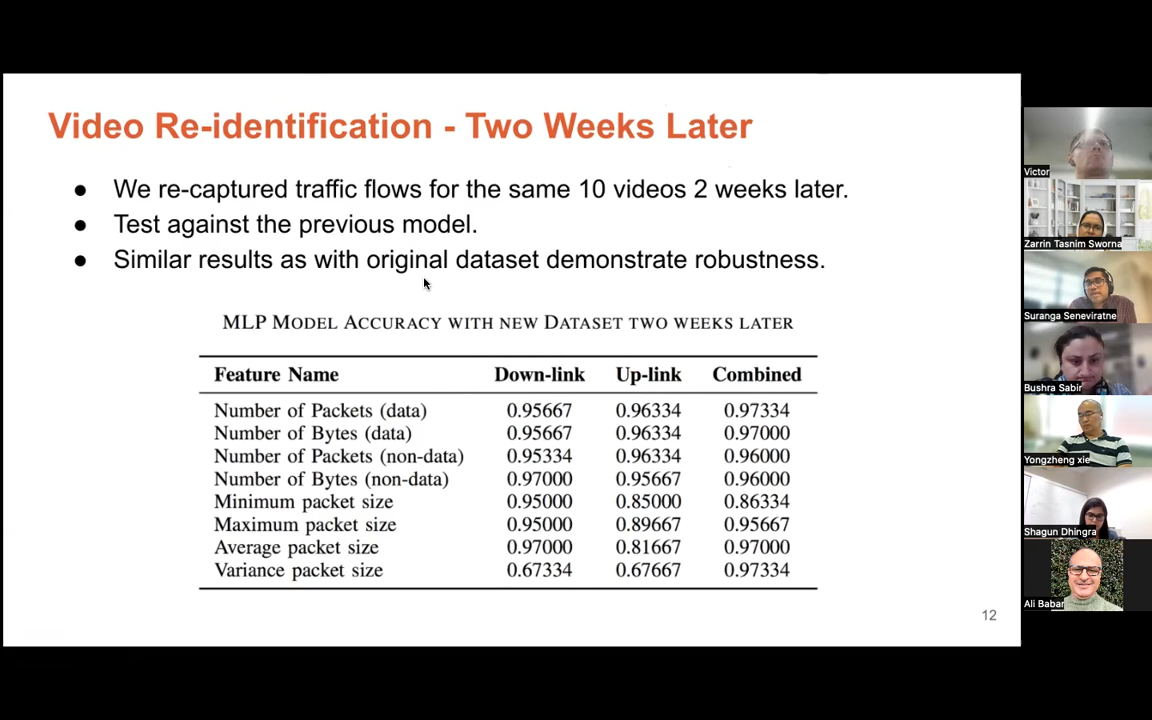 Video Re-identification - Two Weeks Later
● We re-captured traffic flows for the same 10 videos 2 weeks later.
● Test against the previous model.
● Similar results as with original dataset demonstrate robustness.
MLP MODEL ACCURACY WITH NEW DATASET TWO WEEKS LATER
Feature Name Down-link Up-link Combined
Number of Packets (data) 0.95667 0.96334 0.97334
Number of Bytes (data) 0.95667 0.96334 0.97000
Number of Packets (non-data) 0.95334 0.96334 0.96000
Number of Bytes (non-data) 0.97000 0.95667 0.96000
Minimum packet size 0.95000 0.85000 0.86334
Maximum packet size 0.95000 0.89667 0.95667
Average packet size 0.97000 0.81667 0.97000
Variance packet size 0.67334 0.67667 0.97334
12
Victor
Zarrin Tasnim Sworna
Suranga Seneviratne
Bushra Sabir
Yongzheng xie
Shagun Dhingra
Ali Babar